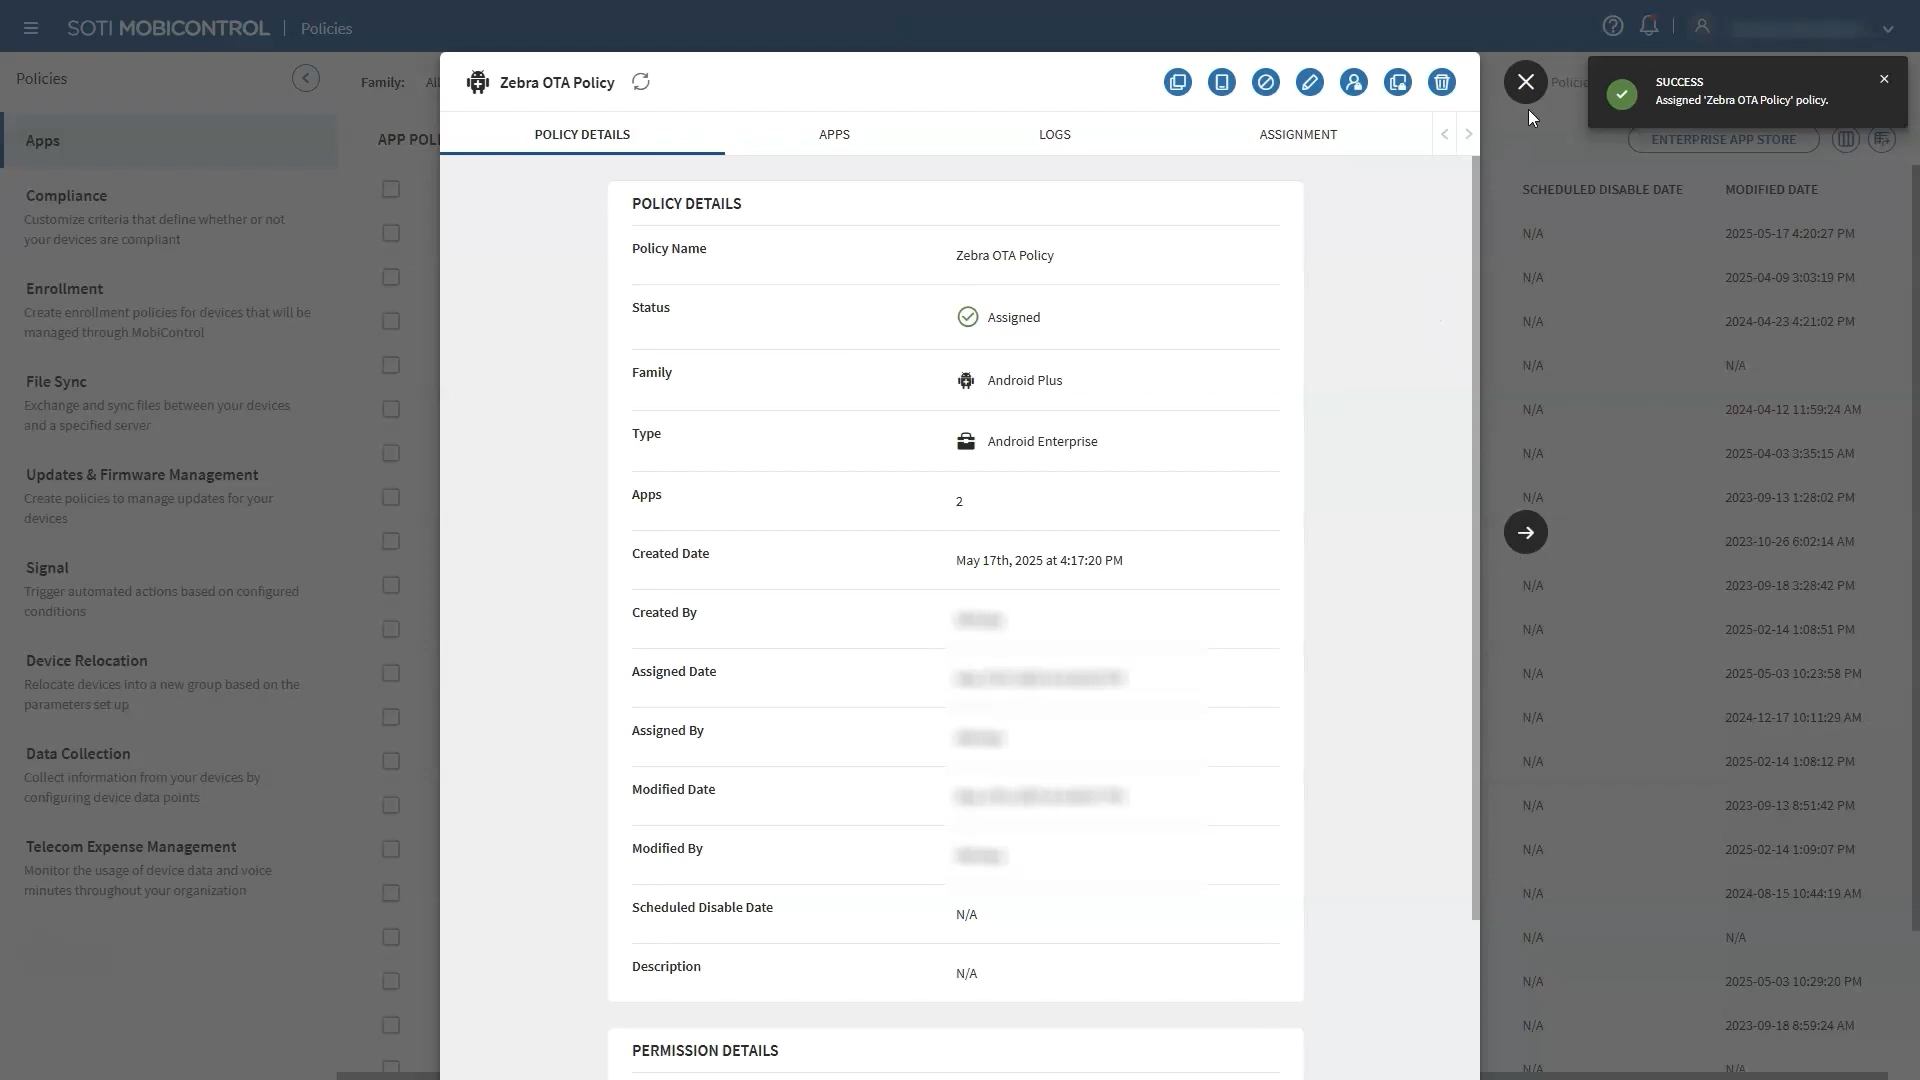 SOTI MOBICONTROL | Policies
Policies
Family:
Apps
APP POL
Compliance
Customize criteria that define whether or not
your devices are compliant
Enrollment
Create enrollment policies for devices that will be
managed through MobiControl
File Sync
Exchange and sync files between your devices
and a specified server
Updates & Firmware Management
Create policies to manage updates for your
devices
Signal
Trigger automated actions based on configured
conditions
Device Relocation
Relocate devices into a new group based on the
parameters set up
Data Collection
Collect information from your devices by
configuring device data points
Telecom Expense Management
Monitor the usage of device data and voice
minutes throughout your organization
Zebra OTA Policy
POLICY DETAILS APPS LOGS ASSIGNMENT
POLICY DETAILS
Policy Name Zebra OTA Policy
Status Assigned
Family Android Plus
Type Android Enterprise
Apps 2
Created Date May 17th, 2025 at 4:17:20 PM
Created By
Assigned Date
Assigned By
Modified Date
Modified By
Scheduled Disable Date N/A
Description N/A
PERMISSION DETAILS
SUCCESS
Assigned 'Zebra OTA Policy' policy.
ENTERPRISE APP STORE
SCHEDULED DISABLE DATE MODIFIED DATE
N/A 2025-05-17 4:20:27 PM
N/A 2025-04-09 3:03:19 PM
N/A 2024-04-23 4:21:02 PM
N/A N/A
N/A 2024-04-12 11:59:24 AM
N/A 2025-04-03 3:35:15 AM
N/A 2023-09-13 1:28:02 PM
2023-10-26 6:02:14 AM
N/A 2023-09-18 3:28:42 PM
N/A 2025-02-14 1:08:51 PM
N/A 2025-05-03 10:23:58 PM
N/A 2024-12-17 10:11:29 AM
N/A 2025-02-14 1:08:12 PM
N/A 2023-09-13 8:51:42 PM
N/A 2025-02-14 1:09:07 PM
N/A 2024-08-15 10:44:19 AM
N/A N/A
N/A 2025-05-03 10:29:20 PM
N/A 2023-09-18 8:59:24 AM
N/A N/A